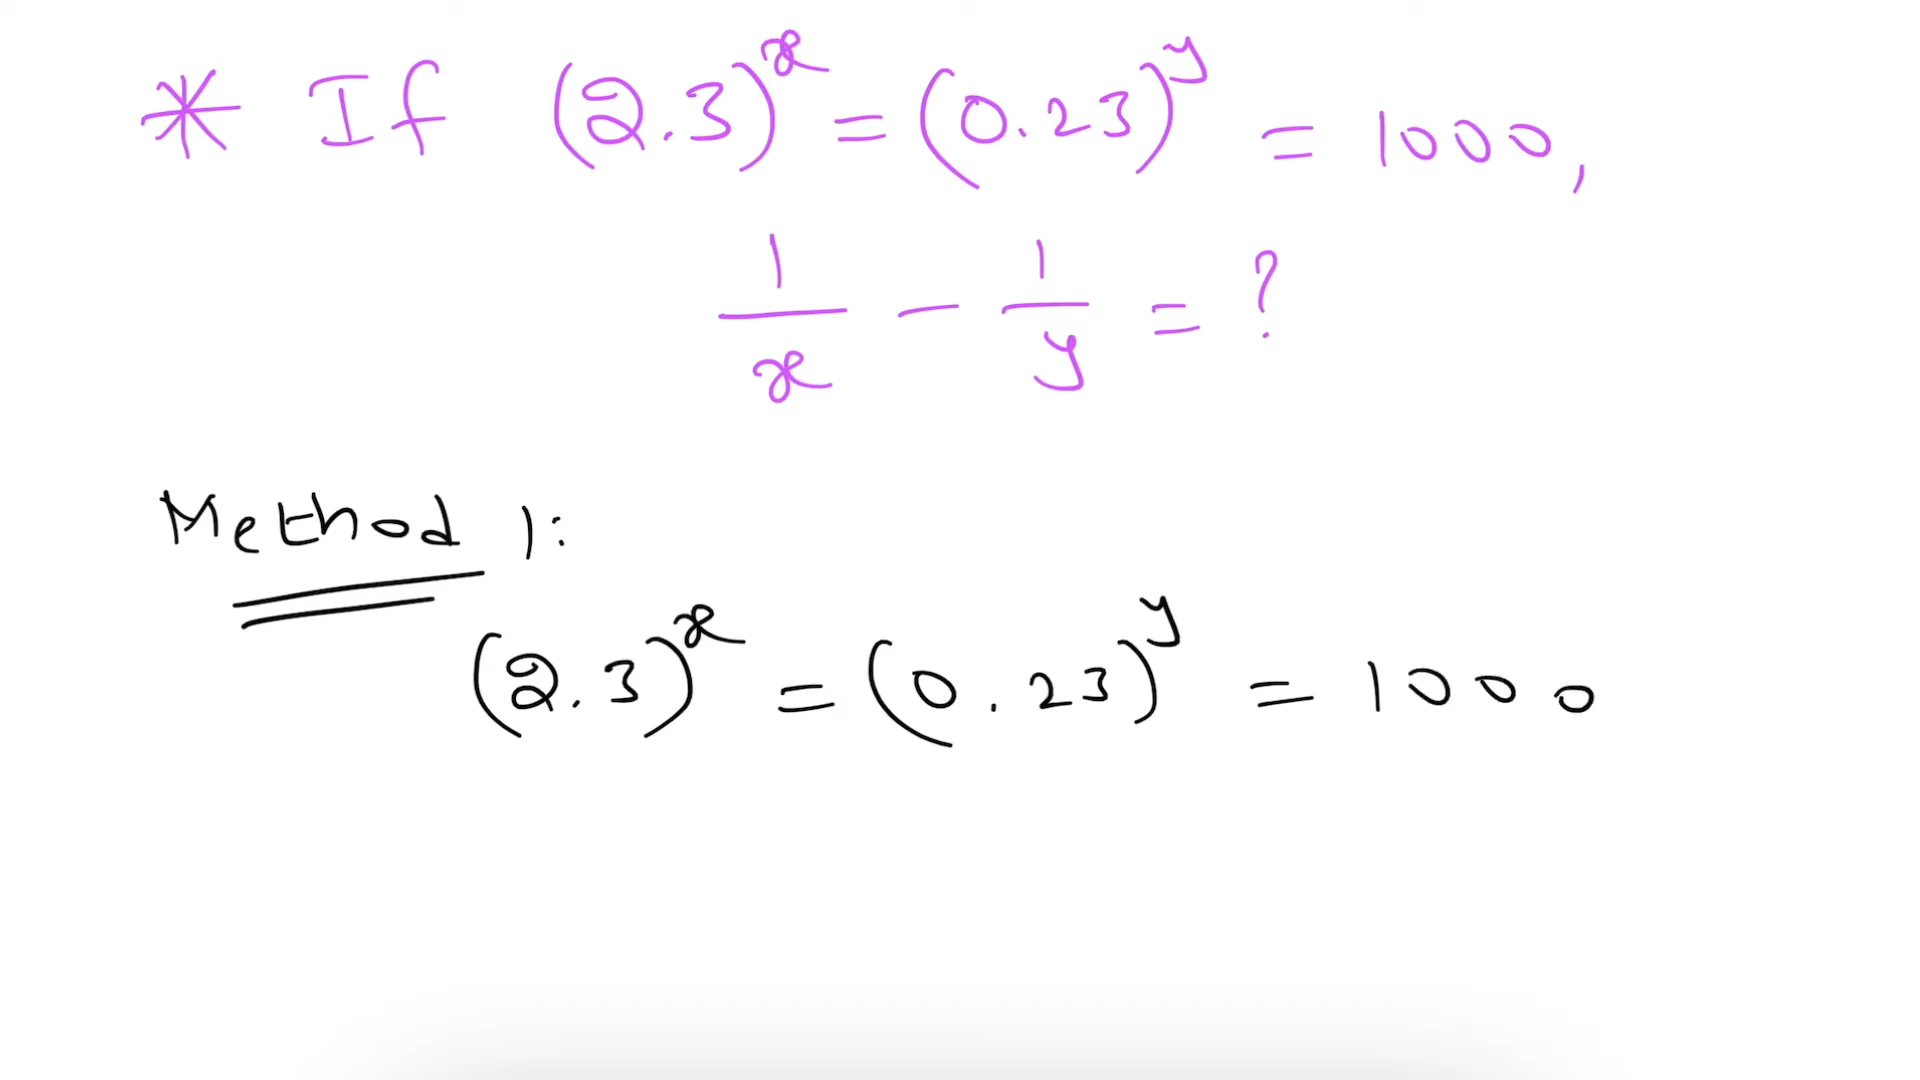 * If (2.3)^x = (0.23)^y = 1000,
1/x - 1/y = ?
Method 1:
(2.3)^x = (0.23)^y = 1000